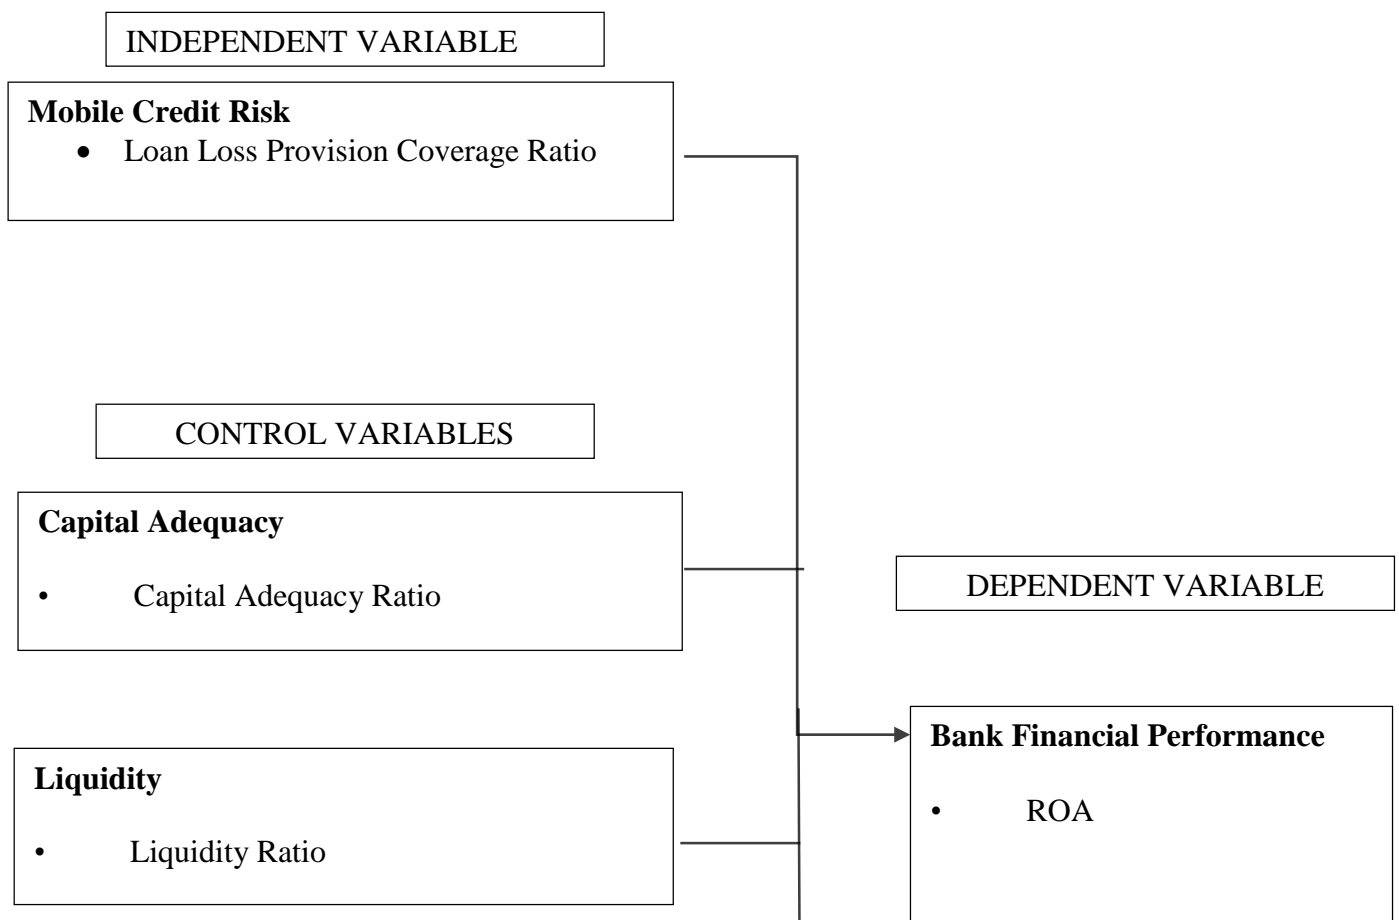 INDEPENDENT VARIABLE
Mobile Credit Risk
• Loan Loss Provision Coverage Ratio
CONTROL VARIABLES
Capital Adequacy
• Capital Adequacy Ratio
DEPENDENT VARIABLE
Bank Financial Performance
• ROA
Liquidity
• Liquidity Ratio